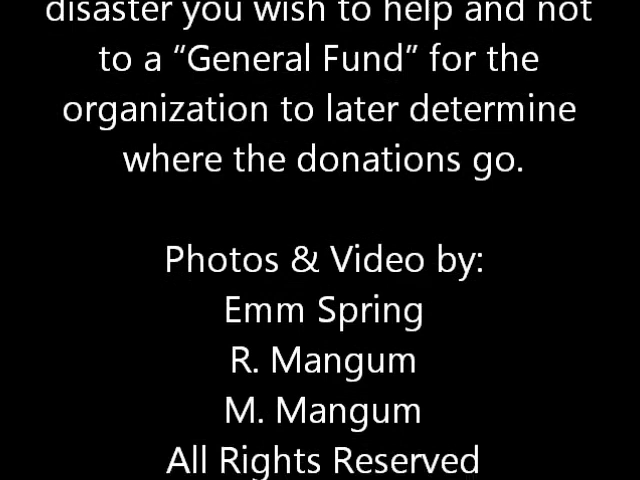 disaster you wish to help and not
to a “General Fund” for the
organization to later determine
where the donations go.
Photos & Video by:
Emm Spring
R. Mangum
M. Mangum
All Rights Reserved